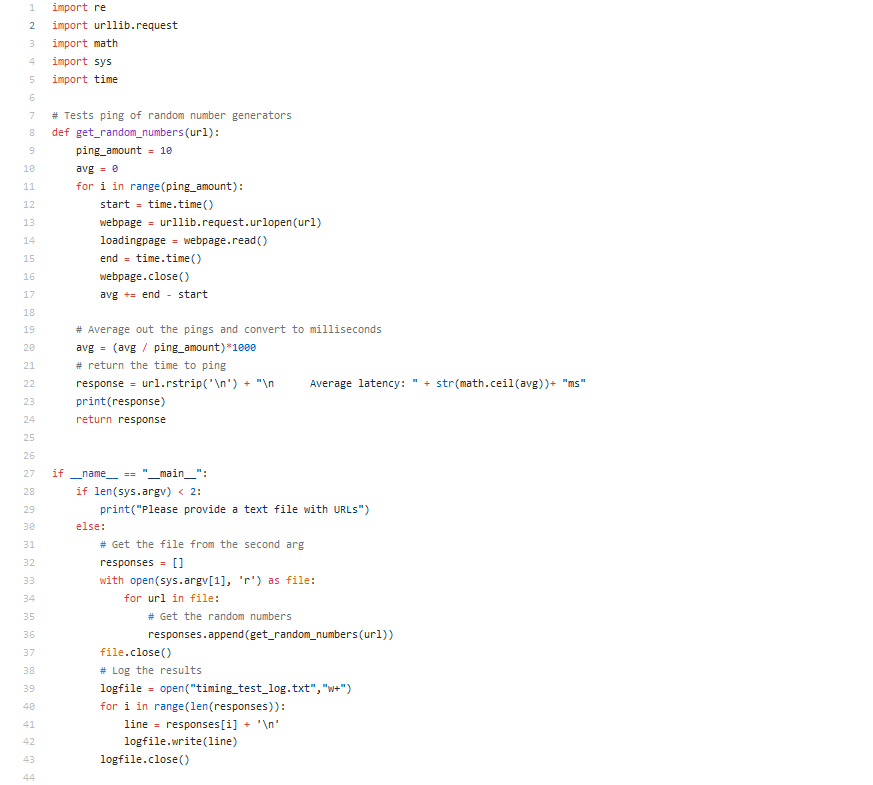 1 import re
2 import urllib.request
3 import math
4 import sys
5 import time
6
7 # Tests ping of random number generators
8 def get_random_numbers(url):
9     ping_amount = 10
10     avg = 0
11     for i in range(ping_amount):
12         start = time.time()
13         webpage = urllib.request.urlopen(url)
14         loadingpage = webpage.read()
15         end = time.time()
16         webpage.close()
17         avg += end - start
18
19     # Average out the pings and convert to milliseconds
20     avg = (avg / ping_amount)*1000
21     # return the time to ping
22     response = url.rstrip('\n') + "\n      Average latency: " + str(math.ceil(avg))+ "ms"
23     print(response)
24     return response
25
26
27 if __name__ == "__main__":
28     if len(sys.argv) < 2:
29         print("Please provide a text file with URLs")
30     else:
31         # Get the file from the second arg
32         responses = []
33         with open(sys.argv[1], 'r') as file:
34             for url in file:
35                 # Get the random numbers
36                 responses.append(get_random_numbers(url))
37         file.close()
38         # Log the results
39         logfile = open("timing_test_log.txt","w+")
40         for i in range(len(responses)):
41             line = responses[i] + '\n'
42             logfile.write(line)
43         logfile.close()
44